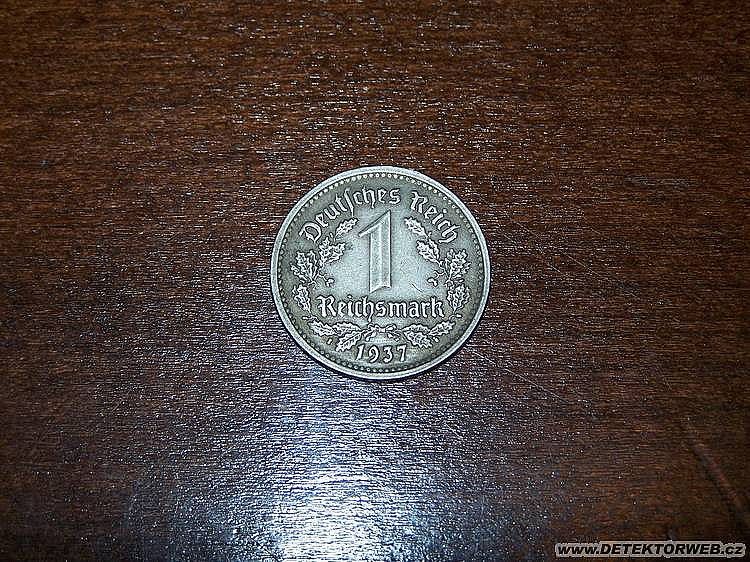 Deutſches Reich
1
Reichsmark
1937
www.DETEKTORWEB.cz